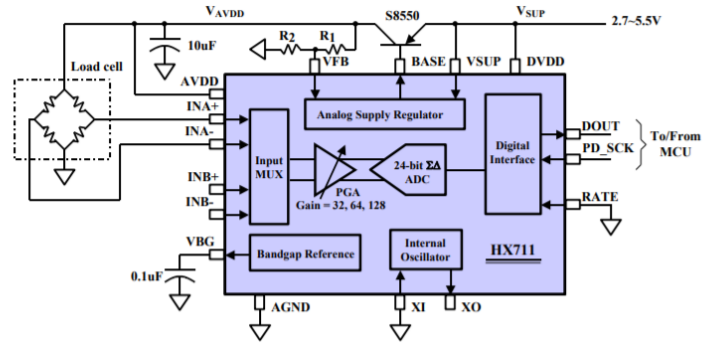 V_AVDD
S8550
V_SUP
2.7~5.5V
R₂
R₁
10uF
Load cell
VFB
BASE
VSUP
DVDD
AVDD
INA+
INA-
INB+
INB-
VBG
0.1uF
Analog Supply Regulator
Input
MUX
PGA
Gain = 32, 64, 128
24-bit ΣΔ
ADC
Digital
Interface
DOUT
PD_SCK
RATE
To/From
MCU
Bandgap Reference
Internal
Oscillator
HX711
AGND
XI
XO